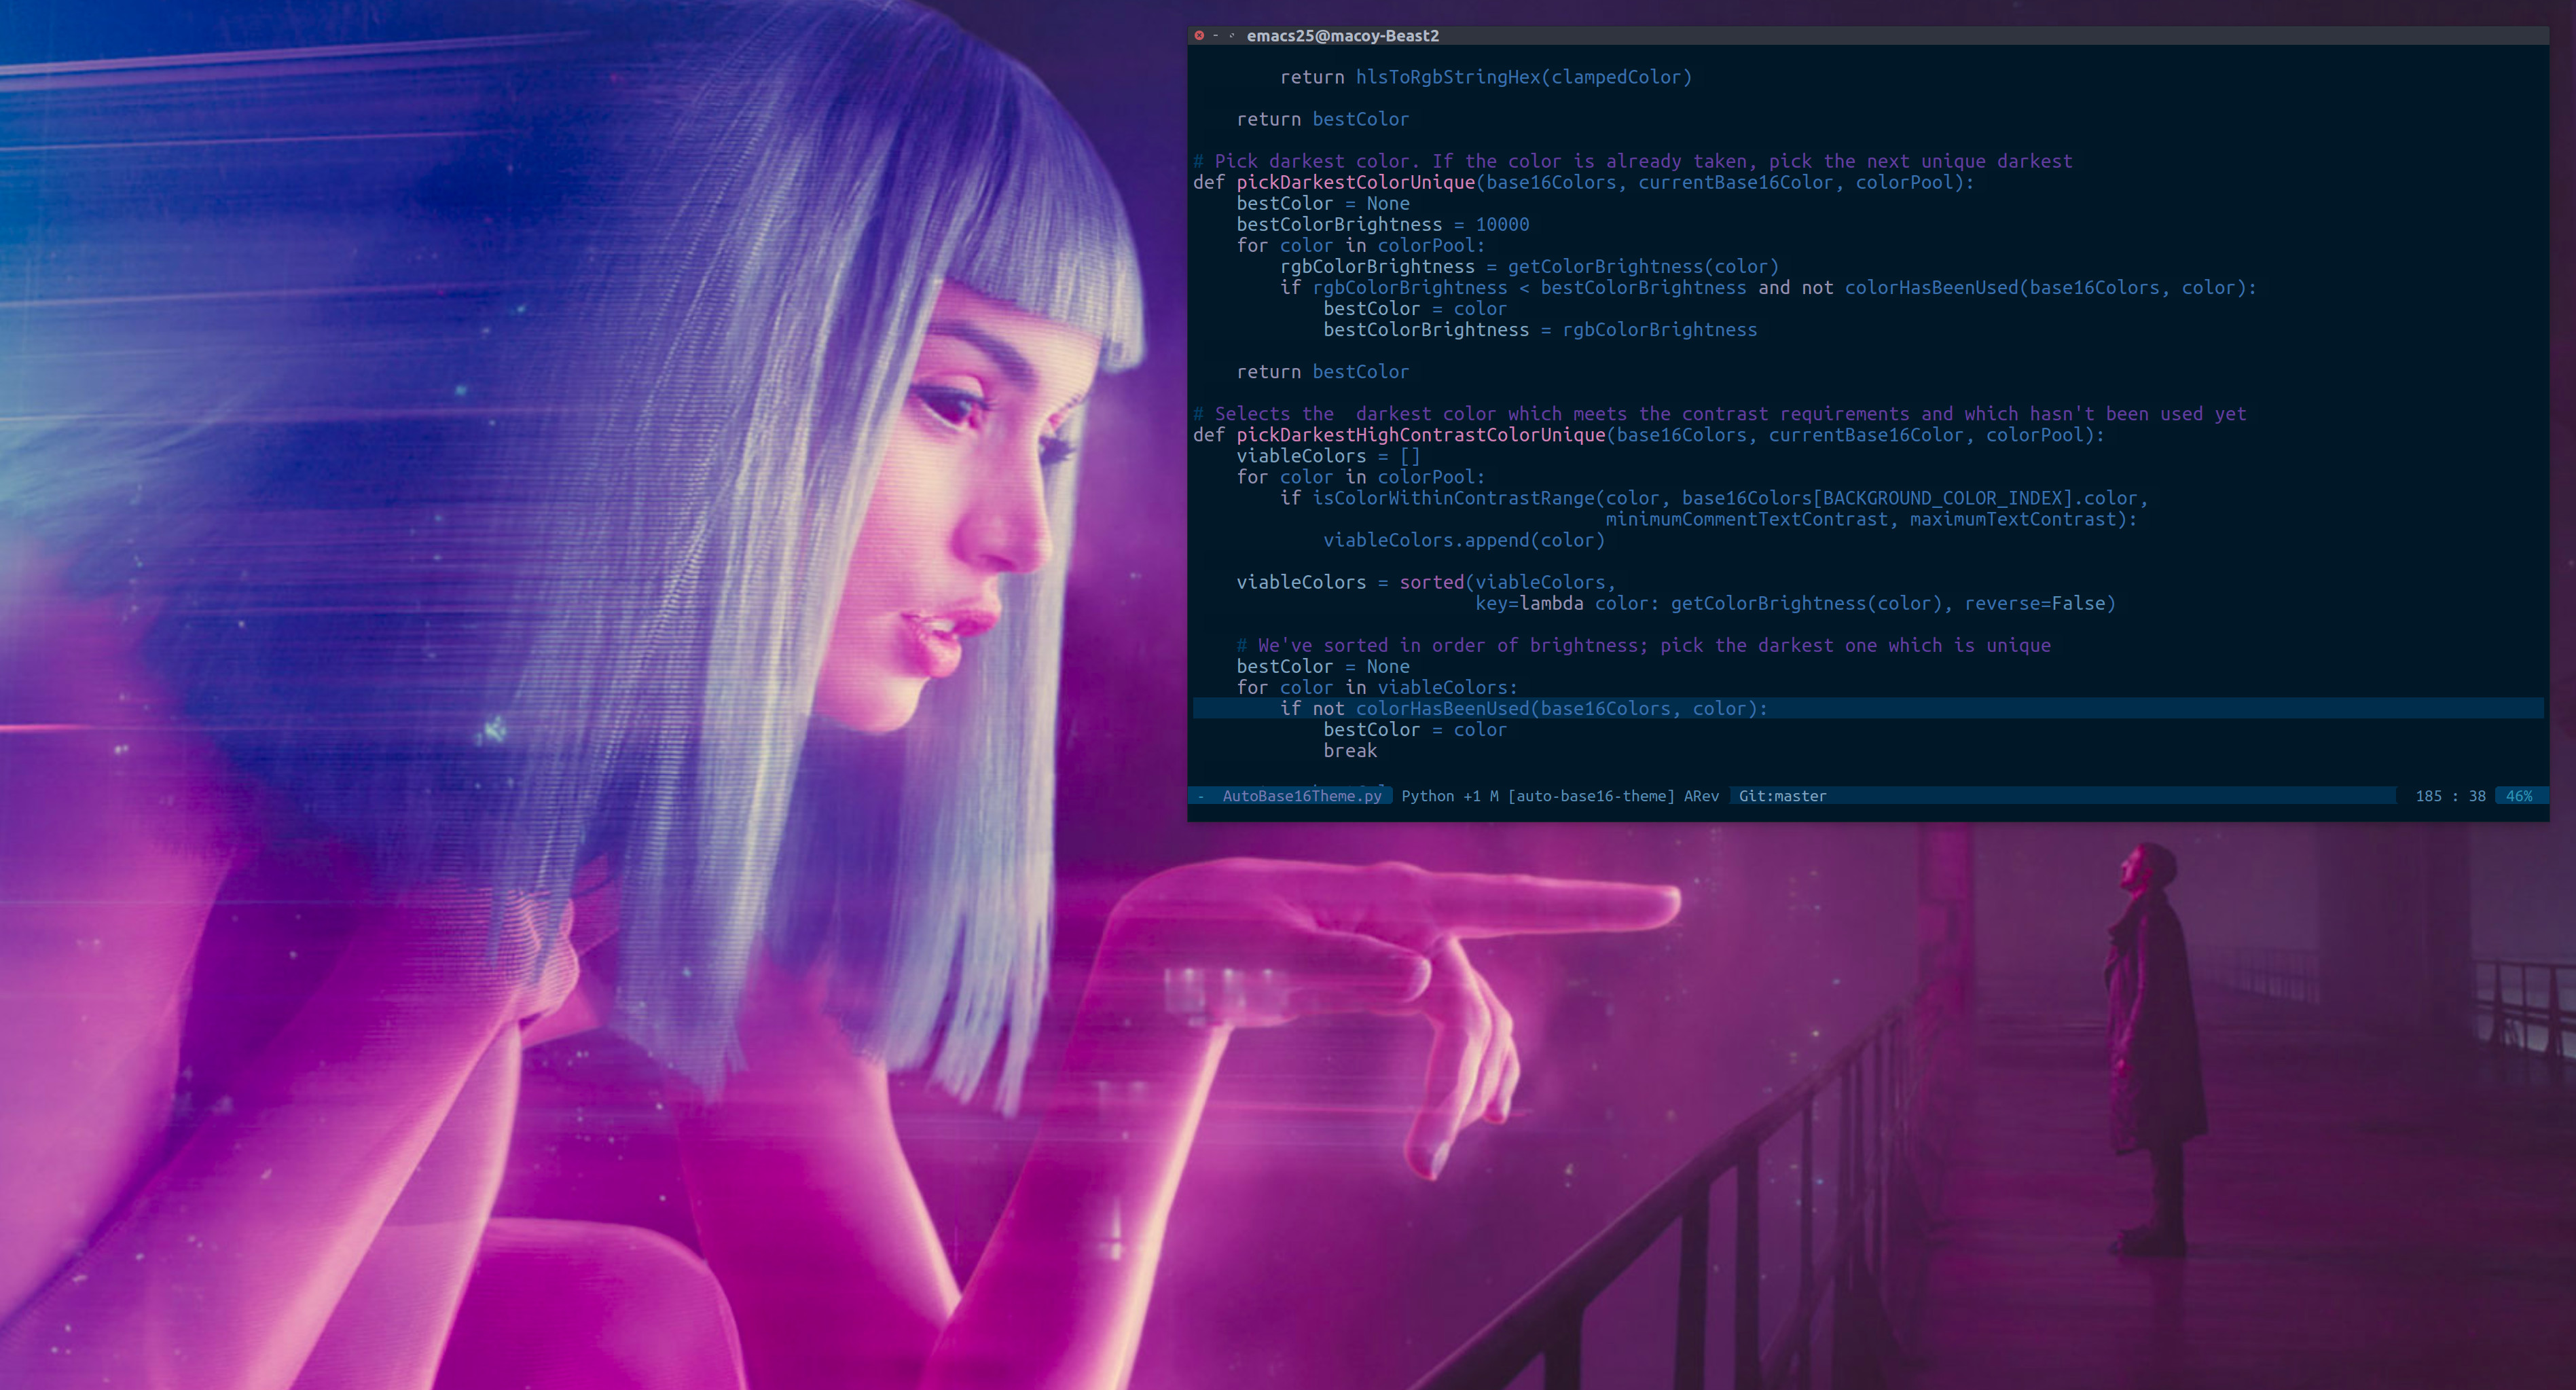 emacs25@macoy-Beast2
return hlsToRgbStringHex(clampedColor)
return bestColor
# Pick darkest color. If the color is already taken, pick the next unique darkest
def pickDarkestColorUnique(base16Colors, currentBase16Color, colorPool):
bestColor = None
bestColorBrightness = 10000
for color in colorPool:
rgbColorBrightness = getColorBrightness(color)
if rgbColorBrightness < bestColorBrightness and not colorHasBeenUsed(base16Colors, color):
bestColor = color
bestColorBrightness = rgbColorBrightness
return bestColor
# Selects the  darkest color which meets the contrast requirements and which hasn't been used yet
def pickDarkestHighContrastColorUnique(base16Colors, currentBase16Color, colorPool):
viableColors = []
for color in colorPool:
if isColorWithinContrastRange(color, base16Colors[BACKGROUND_COLOR_INDEX].color,
minimumCommentTextContrast, maximumTextContrast):
viableColors.append(color)
viableColors = sorted(viableColors,
key=lambda color: getColorBrightness(color), reverse=False)
# We've sorted in order of brightness; pick the darkest one which is unique
bestColor = None
for color in viableColors:
if not colorHasBeenUsed(base16Colors, color):
bestColor = color
break
- AutoBase16Theme.py Python +1 M [auto-base16-theme] ARev Git:master 185 : 38 46%